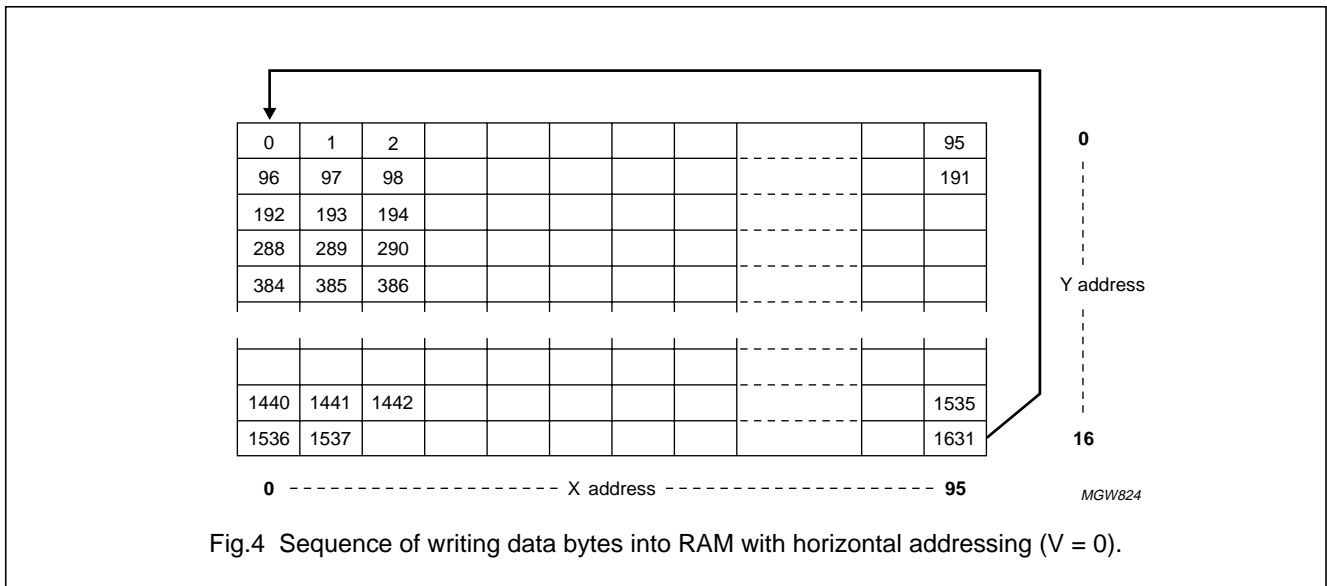 0 1 2 95 0
96 97 98 191
192 193 194
288 289 290
384 385 386 Y address
1440 1441 1442 1535
1536 1537 1631 16
0 X address 95 MGW824
Fig.4 Sequence of writing data bytes into RAM with horizontal addressing (V = 0).